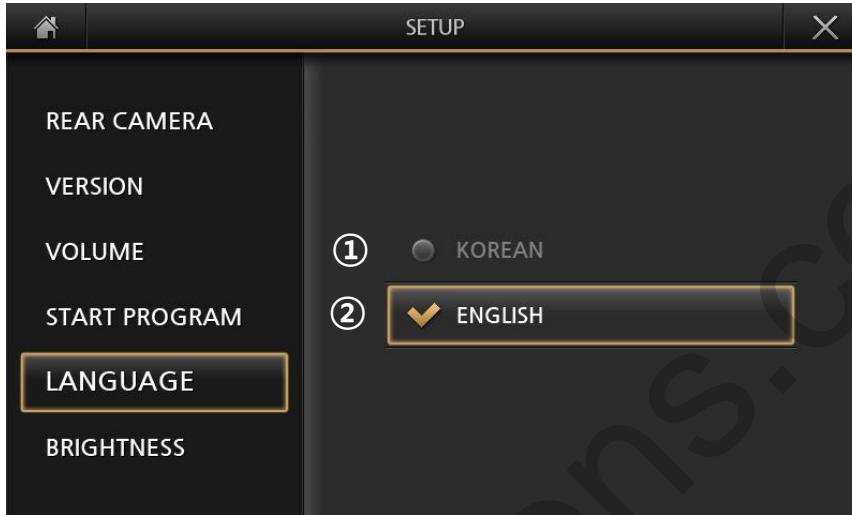 SETUP
REAR CAMERA
VERSION
VOLUME
START PROGRAM
LANGUAGE
BRIGHTNESS
① KOREAN
② ENGLISH